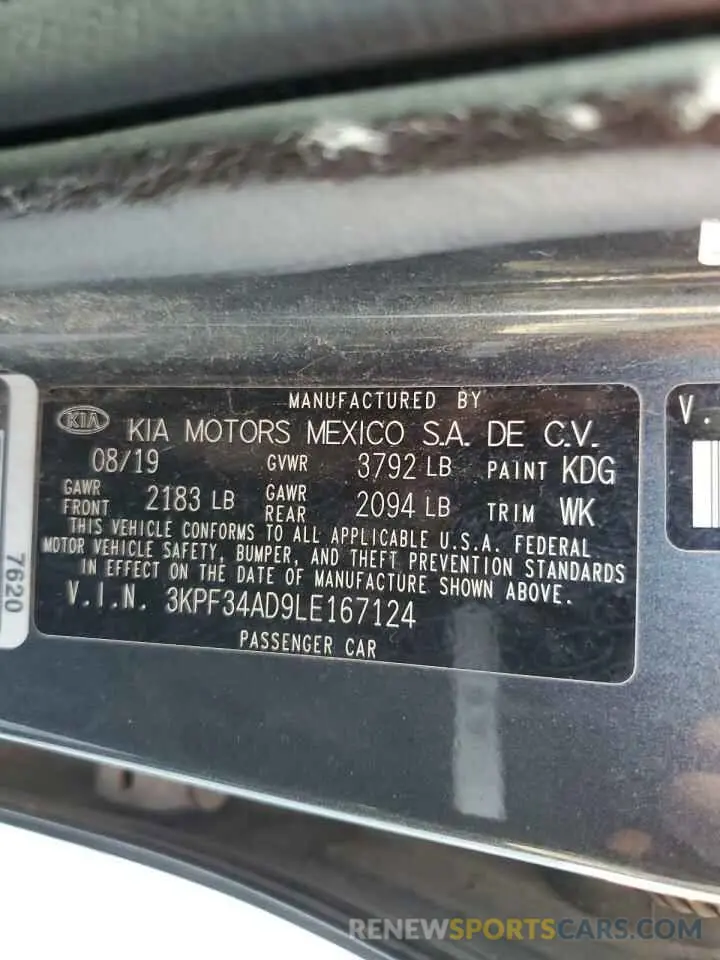 MANUFACTURED BY
KIA KIA MOTORS MEXICO S.A. DE C.V.
08/19 GVWR 3792 LB PAINT KDG
GAWR FRONT 2183 LB GAWR REAR 2094 LB TRIM WK
THIS VEHICLE CONFORMS TO ALL APPLICABLE U.S.A. FEDERAL
MOTOR VEHICLE SAFETY, BUMPER, AND THEFT PREVENTION STANDARDS
IN EFFECT ON THE DATE OF MANUFACTURE SHOWN ABOVE.
V.I.N. 3KPF34AD9LE167124
PASSENGER CAR
7620
V.
RENEWSPORTSCARS.COM